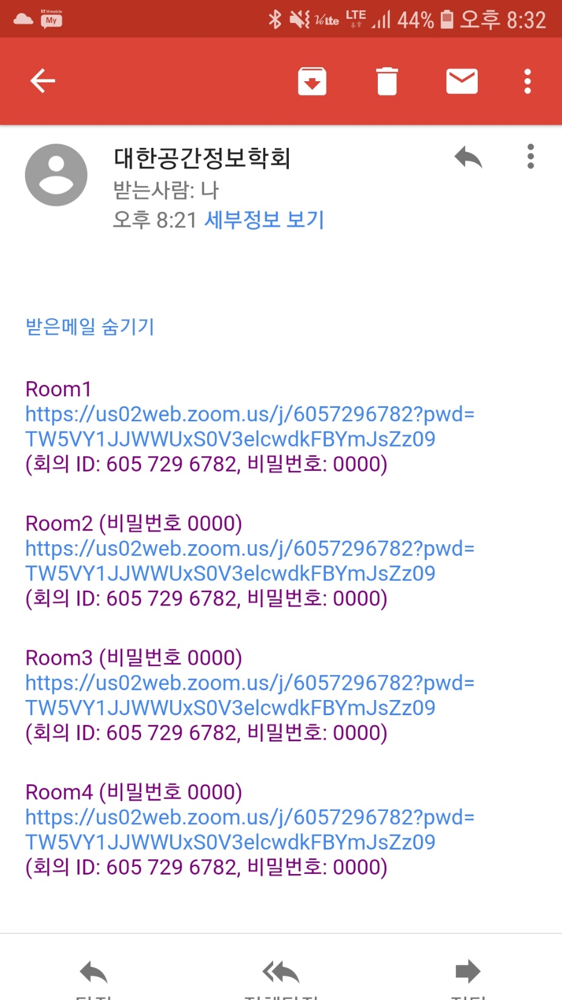 kt M mobile
My
LTE
44%
오후 8:32
대한공간정보학회
받는사람: 나
오후 8:21 세부정보 보기
받은메일 숨기기
Room1
https://us02web.zoom.us/j/6057296782?pwd=
TW5VY1JJWWUxS0V3elcwdkFBYmJsZz09
(회의 ID: 605 729 6782, 비밀번호: 0000)
Room2 (비밀번호 0000)
https://us02web.zoom.us/j/6057296782?pwd=
TW5VY1JJWWUxS0V3elcwdkFBYmJsZz09
(회의 ID: 605 729 6782, 비밀번호: 0000)
Room3 (비밀번호 0000)
https://us02web.zoom.us/j/6057296782?pwd=
TW5VY1JJWWUxS0V3elcwdkFBYmJsZz09
(회의 ID: 605 729 6782, 비밀번호: 0000)
Room4 (비밀번호 0000)
https://us02web.zoom.us/j/6057296782?pwd=
TW5VY1JJWWUxS0V3elcwdkFBYmJsZz09
(회의 ID: 605 729 6782, 비밀번호: 0000)